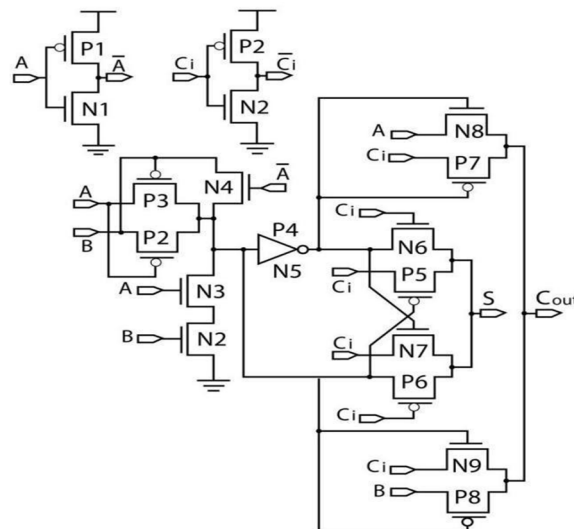 A P1 A̅
N1
Ci P2 C̅i̅
N2
A N8
Ci P7
A P3 N4 A̅
B P2
P4
N5
Ci N6
Ci P5
A N3
B N2
S Cout
Ci N7
P6
Ci
Ci N9
B P8